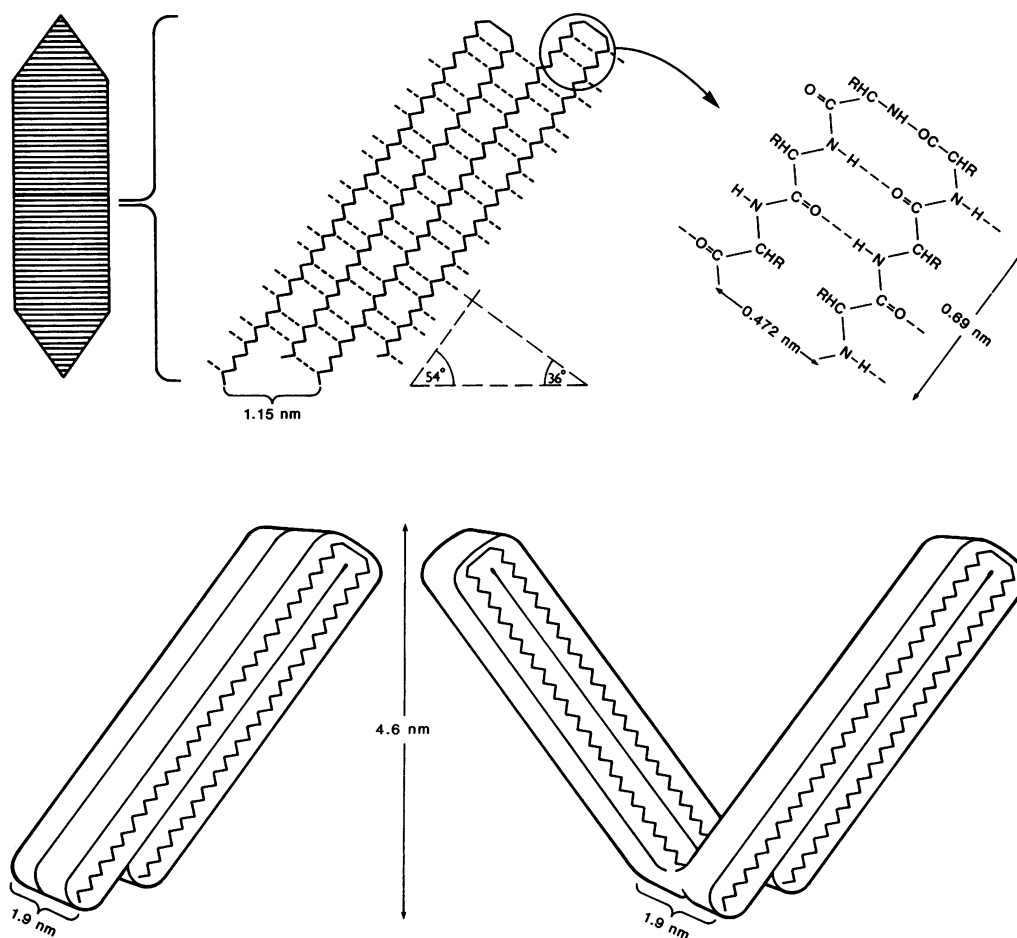 RHC
O=C
NH-OC
CHR
N-H---
RHC
N-H---O=C
H-N
C=O---H-N
CHR
-O=C
CHR
RHC
C=O--
N-H---
0.472 nm
0.69 nm
54°
36°
1.15 nm
4.6 nm
1.9 nm
1.9 nm